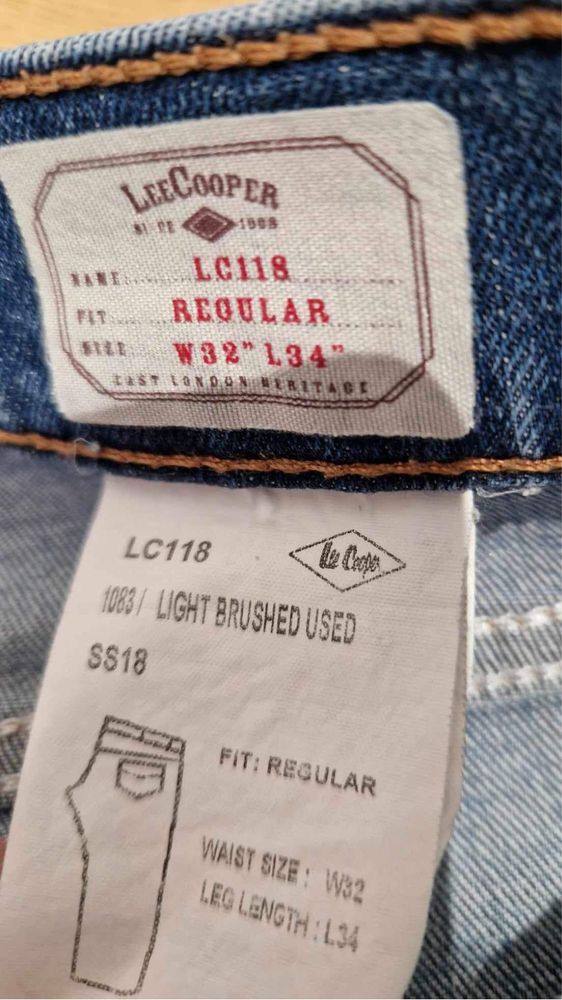 LEE COOPER
SINCE 1908
NAME LC118
FIT REGULAR
SIZE W32" L34"
EAST LONDON HERITAGE
LC118 Lee Cooper
1083/ LIGHT BRUSHED USED
SS18
FIT: REGULAR
WAIST SIZE : W32
LEG LENGTH : L34